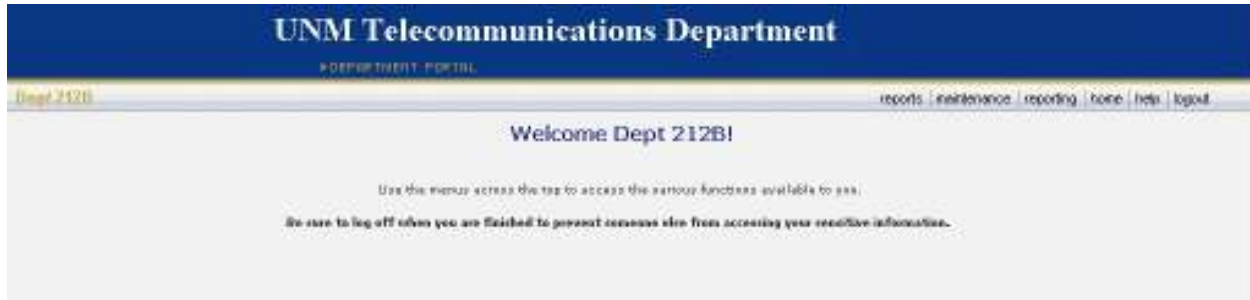 UNM Telecommunications Department
▸DEPARTMENT PORTAL
Dept 212B
reports | maintenance | reporting | home | help | logout
Welcome Dept 212B!
Use the menus across the top to access the various functions available to you.
Be sure to log off when you are finished to prevent someone else from accessing your sensitive information.